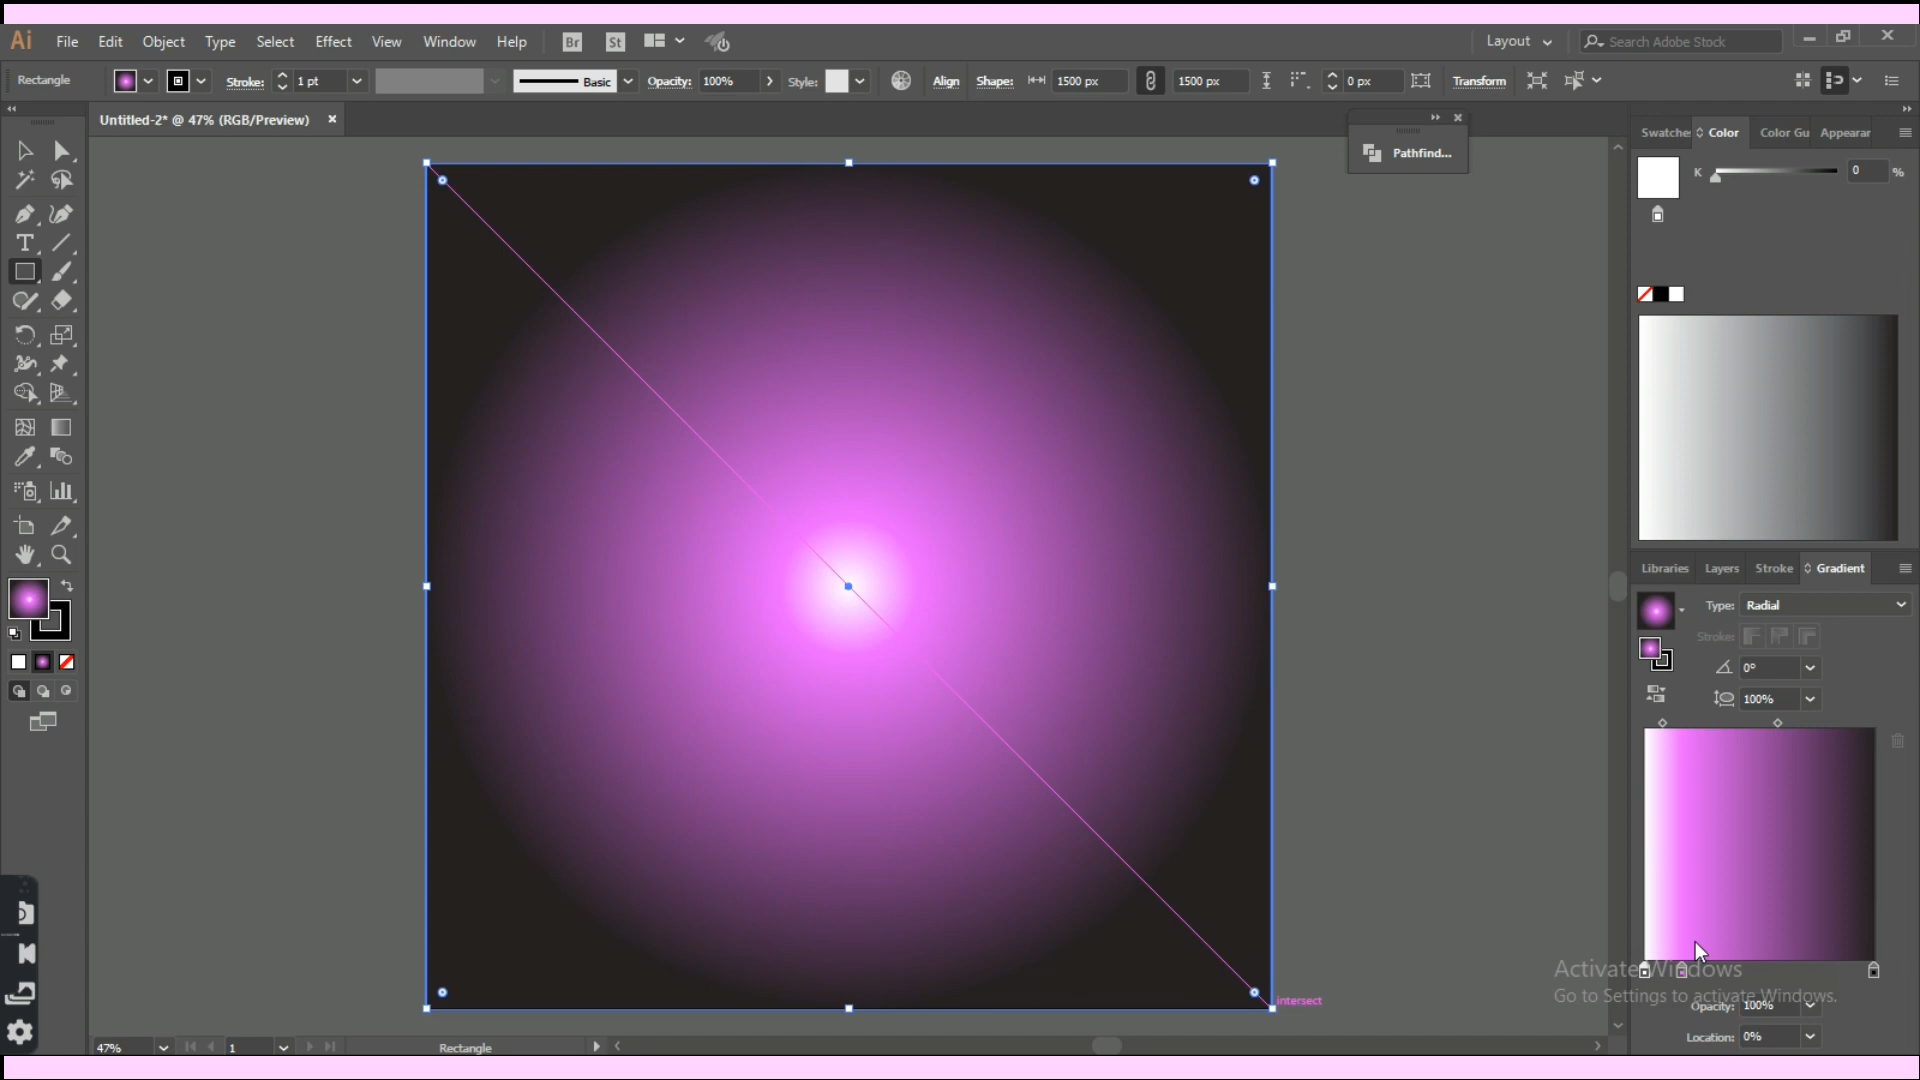 Ai File Edit Object Type Select Effect View Window Help Br St Layout Search Adobe Stock
Rectangle Stroke: 1 pt Basic Opacity: 100% Style: Align Shape: 1500 px 1500 px 0 px Transform
Untitled-2* @ 47% (RGB/Preview)
Pathfind...
Swatche Color Color Gu Appearar
K 0 %
T
intersect
Libraries Layers Stroke Gradient
Type: Radial
Stroke:
0°
100%
Activate Windows
Go to Settings to activate Windows.
Opacity: 100%
Location: 0%
47% 1 Rectangle